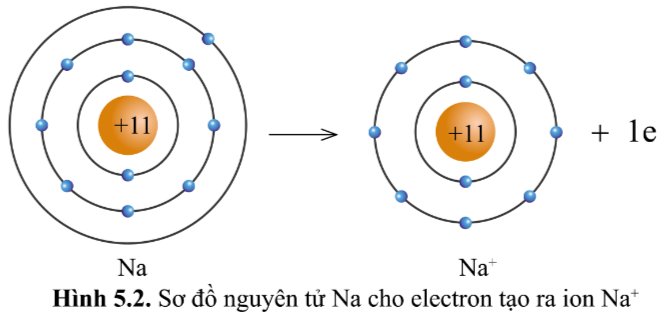 +11
+11
+ 1e
Na
Na⁺
Hình 5.2. Sơ đồ nguyên tử Na cho electron tạo ra ion Na⁺